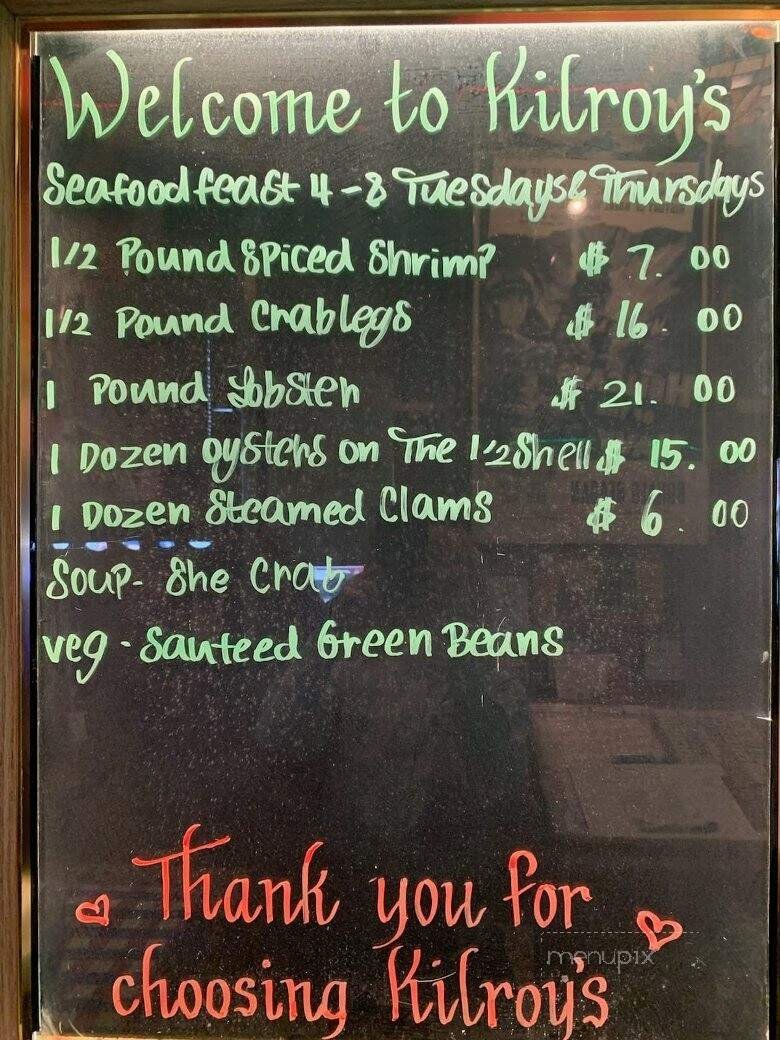 Welcome to Kilroy's
Seafood feast 4-8 Tuesdays & Thursdays
1/2 Pound Spiced Shrimp $ 7.00
1/2 Pound Crab legs $ 16.00
1 Pound Lobster $ 21.00
1 Dozen oysters on The 1/2 Shell $ 15.00
1 Dozen Steamed Clams $ 6.00
Soup- She Crab
veg - Sauteed Green Beans
Thank you for
choosing Kilroy's
menupix